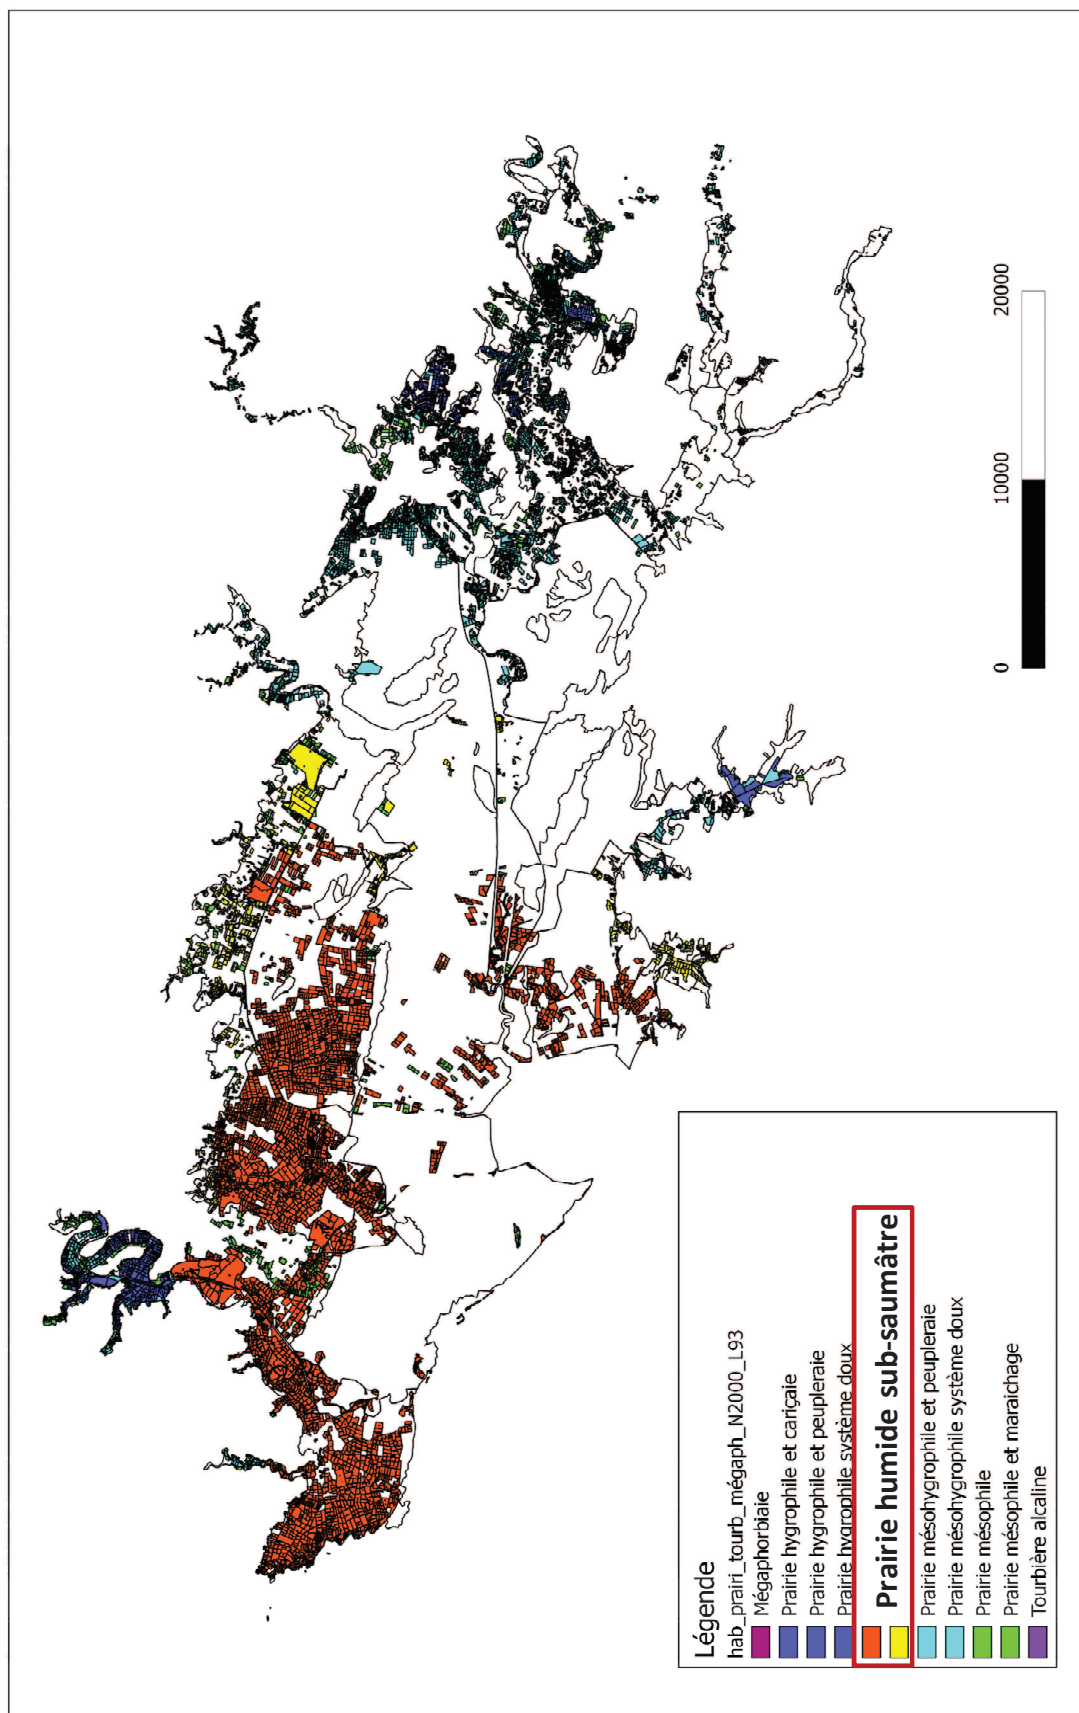 Légende
hab_prairi_tourb_mégaph_N2000_L93
Mégaphorbiaie
Prairie hygrophile et cariçaie
Prairie hygrophile et peupleraie
Prairie hygrophile système doux
Prairie humide sub-saumâtre
Prairie mésohygrophile et peupleraie
Prairie mésohygrophile système doux
Prairie mésophile
Prairie mésophile et marachage
Tourbière alcaline
0 10000 20000